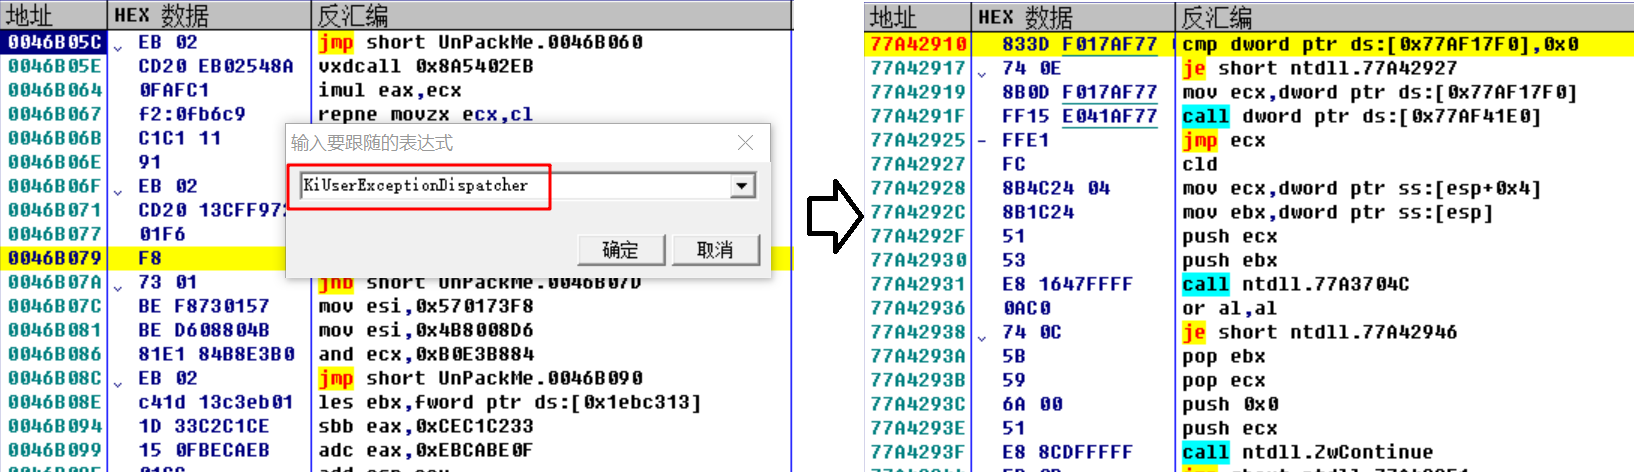 地址 HEX 数据 反汇编
0046B05C EB 02 jmp short UnPackMe.0046B060
0046B05E CD20 EB02548A vxdcall 0x8A5402EB
0046B064 0FAFC1 imul eax,ecx
0046B067 f2:0fb6c9 repne movzx ecx,cl
0046B06B C1C1 11
0046B06E 91
0046B06F EB 02
0046B071 CD20 13CFF972
0046B077 01F6
0046B079 F8
0046B07A 73 01 jnb short UnPackMe.0046B07D
0046B07C BE F8730157 mov esi,0x570173F8
0046B081 BE D608804B mov esi,0x4B8008D6
0046B086 81E1 84B8E3B0 and ecx,0xB0E3B884
0046B08C EB 02 jmp short UnPackMe.0046B090
0046B08E c41d 13c3eb01 les ebx,fword ptr ds:[0x1ebc313]
0046B094 1D 33C2C1CE sbb eax,0xCEC1C233
0046B099 15 0FBECAEB adc eax,0xEBCABE0F
输入要跟随的表达式
KiUserExceptionDispatcher
确定 取消
地址 HEX 数据 反汇编
77A42910 833D F017AF77 cmp dword ptr ds:[0x77AF17F0],0x0
77A42917 74 0E je short ntdll.77A42927
77A42919 8B0D F017AF77 mov ecx,dword ptr ds:[0x77AF17F0]
77A4291F FF15 E041AF77 call dword ptr ds:[0x77AF41E0]
77A42925 - FFE1 jmp ecx
77A42927 FC cld
77A42928 8B4C24 04 mov ecx,dword ptr ss:[esp+0x4]
77A4292C 8B1C24 mov ebx,dword ptr ss:[esp]
77A4292F 51 push ecx
77A42930 53 push ebx
77A42931 E8 1647FFFF call ntdll.77A3704C
77A42936 0AC0 or al,al
77A42938 74 0C je short ntdll.77A42946
77A4293A 5B pop ebx
77A4293B 59 pop ecx
77A4293C 6A 00 push 0x0
77A4293E 51 push ecx
77A4293F E8 8CDFFFFF call ntdll.ZwContinue